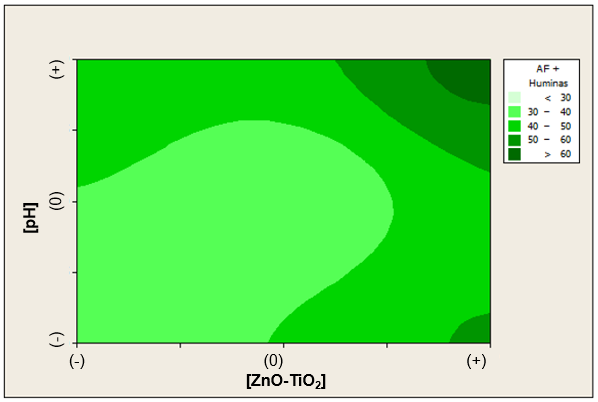 AF +
Huminas
< 30
30 – 40
40 – 50
50 – 60
> 60
(+)
(0)
(-)
[pH]
(-) (0) (+)
[ZnO-TiO₂]